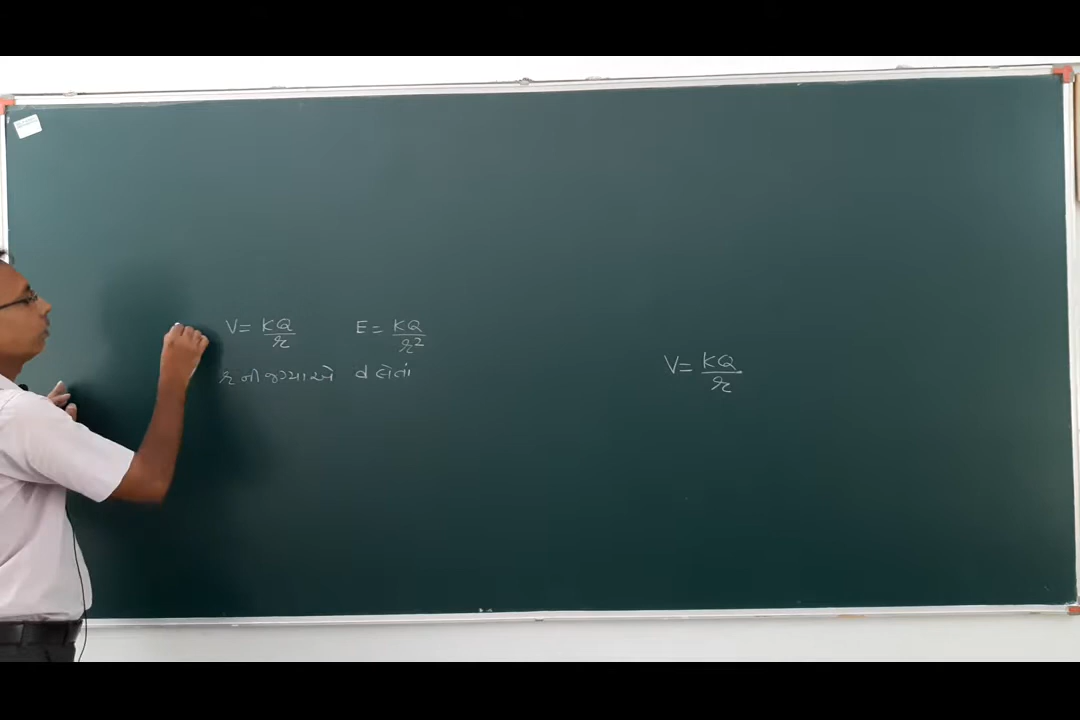 V = KQ/r E = KQ/r²
r ની જગ્યાએ d લેતાં
V = KQ/r